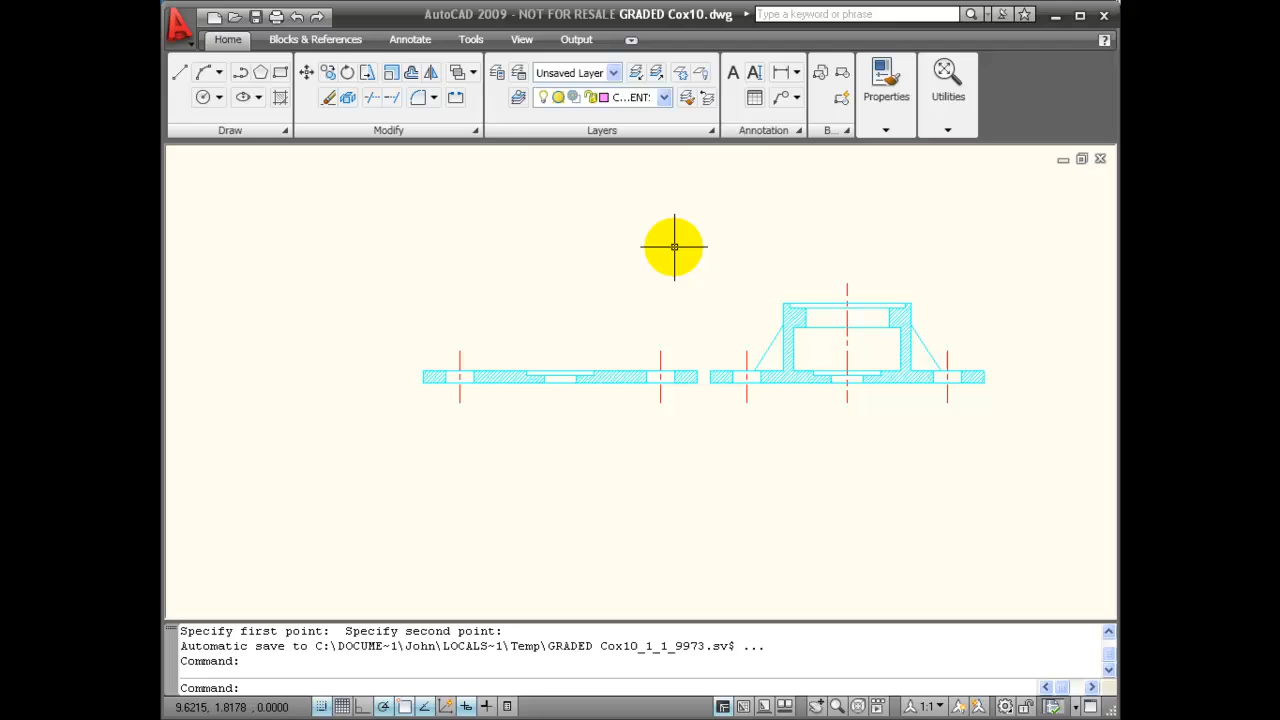 AutoCAD 2009 - NOT FOR RESALE GRADED Cox10.dwg
Type a keyword or phrase
Home Blocks & References Annotate Tools View Output
Unsaved Layer
C...ENT:
Properties
Utilities
Draw Modify Layers Annotation B...
Specify first point: Specify second point:
Automatic save to C:\DOCUME~1\John\LOCALS~1\Temp\GRADED Cox10_1_1_9973.sv$ ...
Command:
Command:
9.6215, 1.8178 , 0.0000
1:1